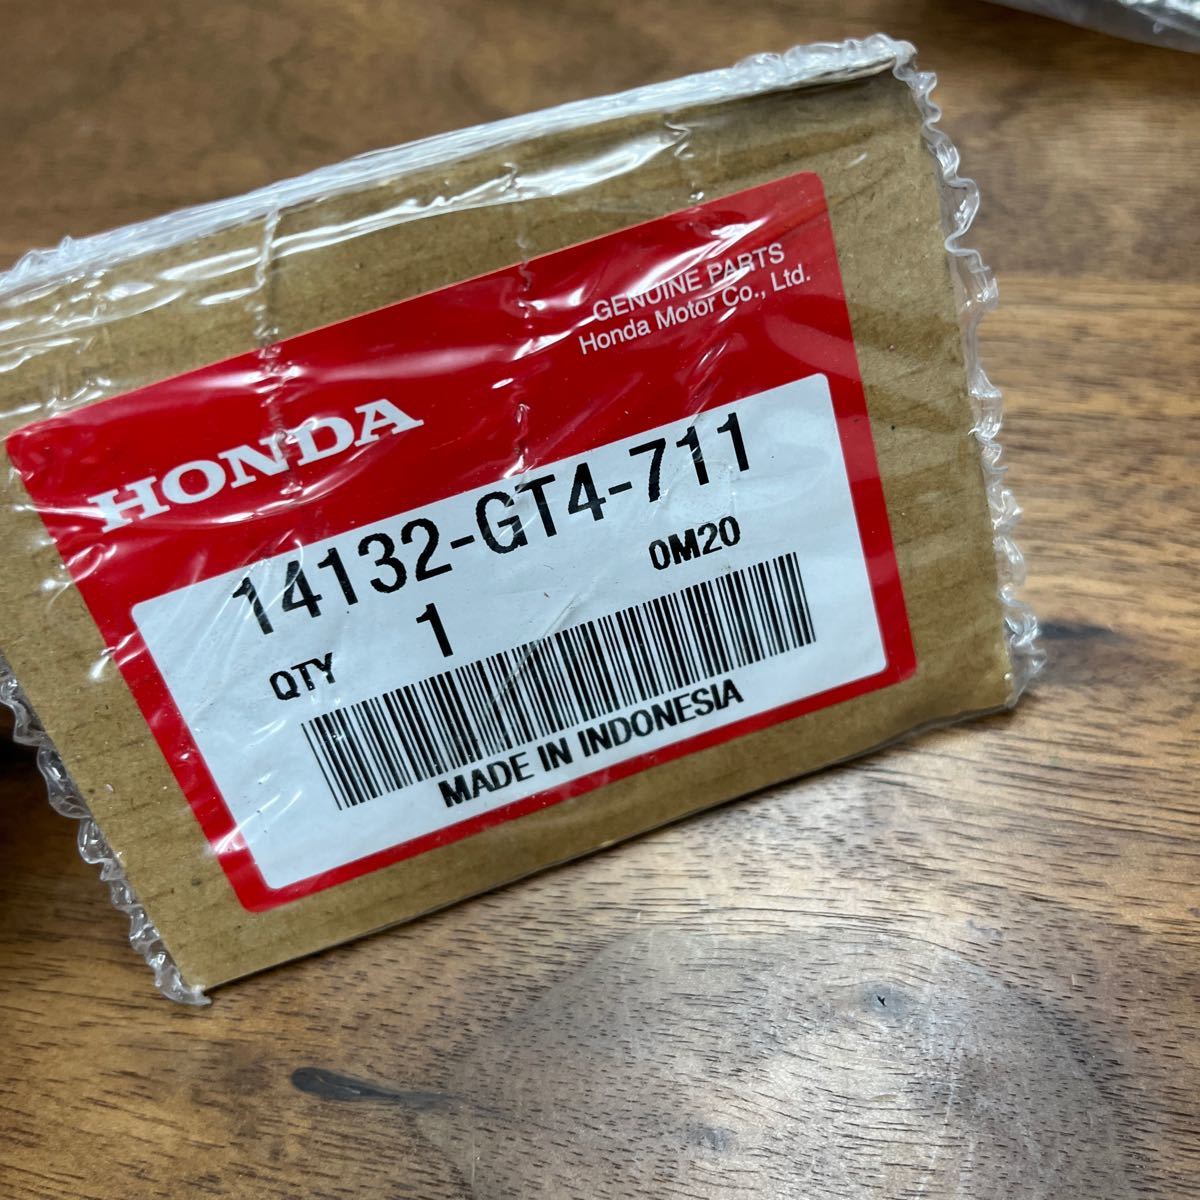 GENUINE PARTS
Honda Motor Co., Ltd.
HONDA
14132-GT4-711
QTY 1 0M20
MADE IN INDONESIA